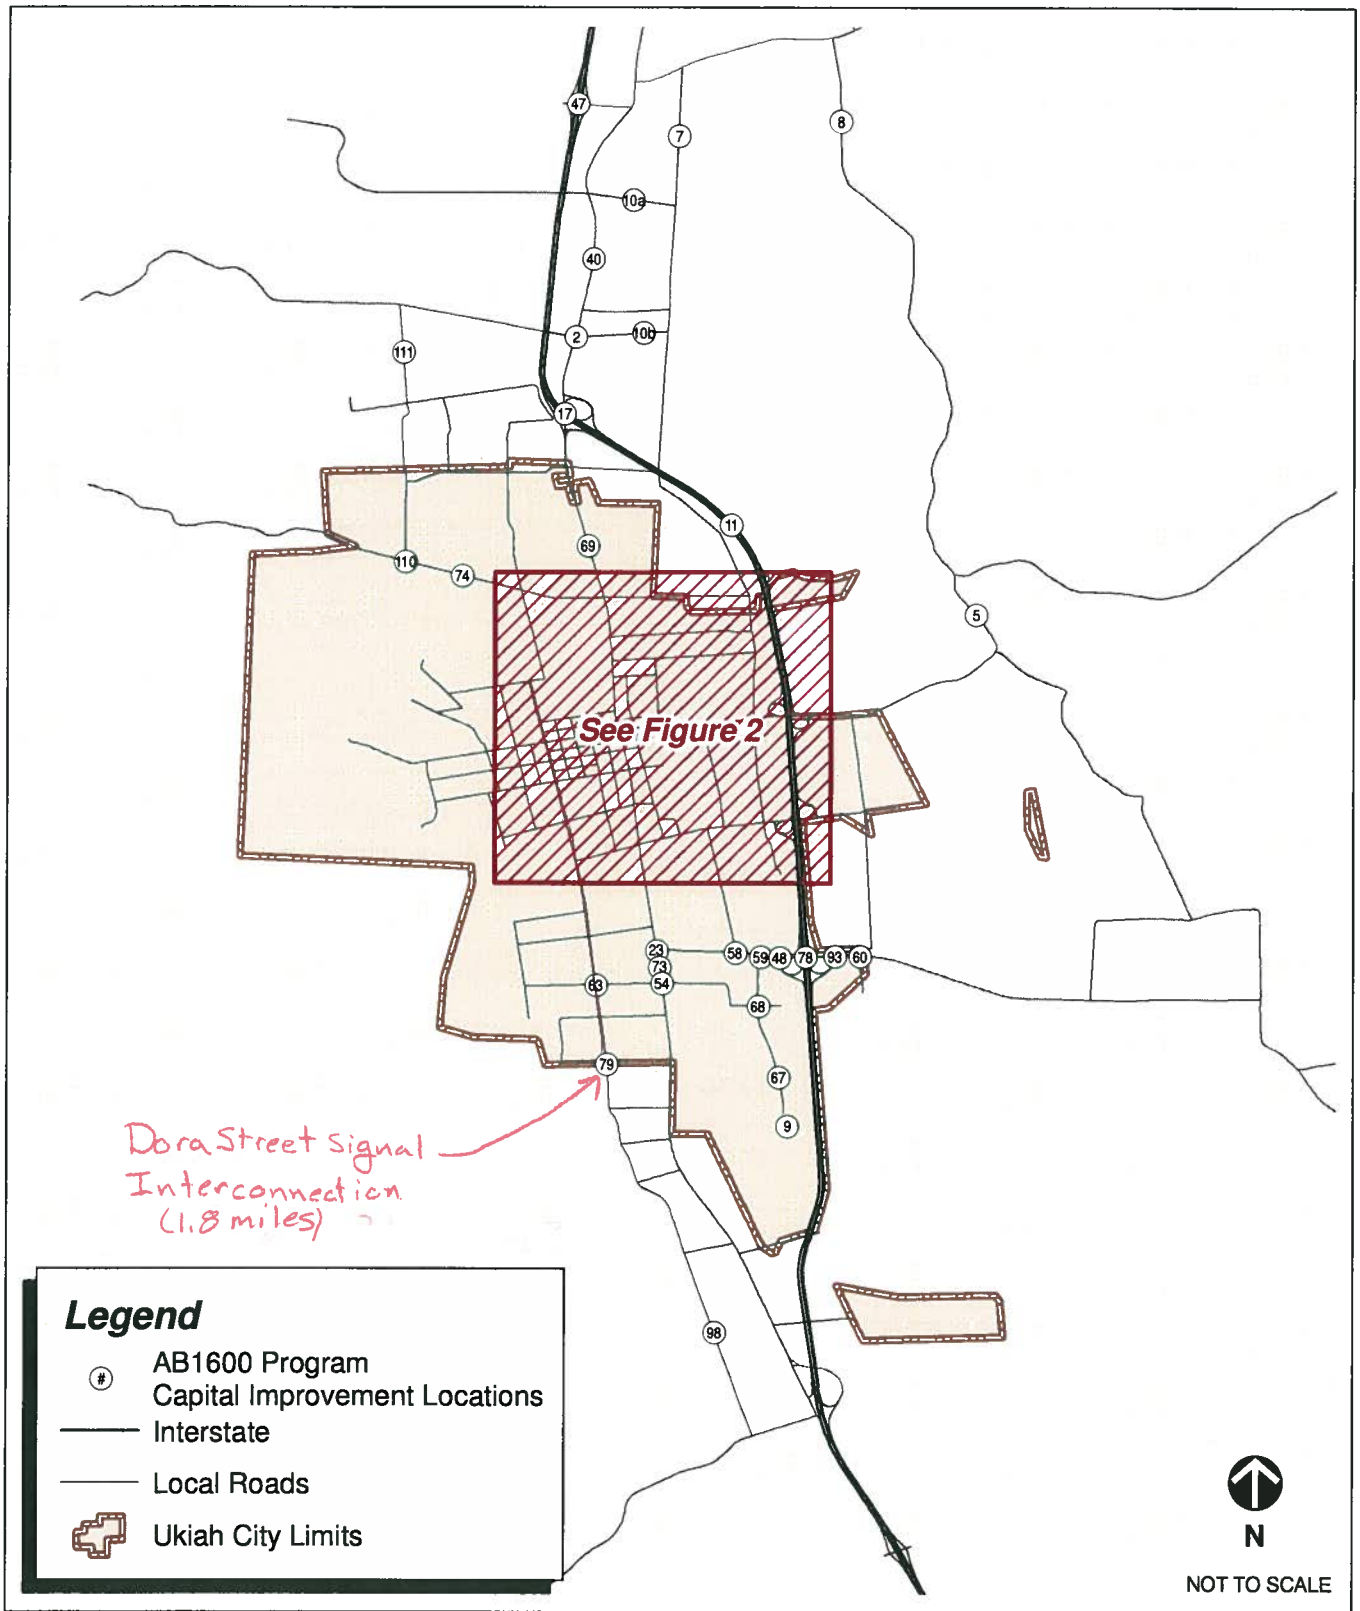 47
7
8
10a
40
2
10b
111
17
11
69
110
74
5
See Figure 2
23
58
59
48
78
93
60
73
63
54
68
79
67
9
Dora Street Signal
Interconnection
(1.8 miles)
98
Legend
# AB1600 Program
Capital Improvement Locations
Interstate
Local Roads
Ukiah City Limits
N
NOT TO SCALE